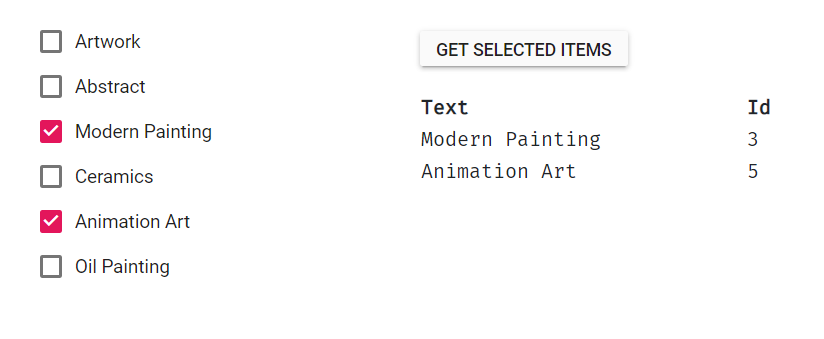 Artwork
Abstract
Modern Painting
Ceramics
Animation Art
Oil Painting
GET SELECTED ITEMS
Text Id
Modern Painting 3
Animation Art 5